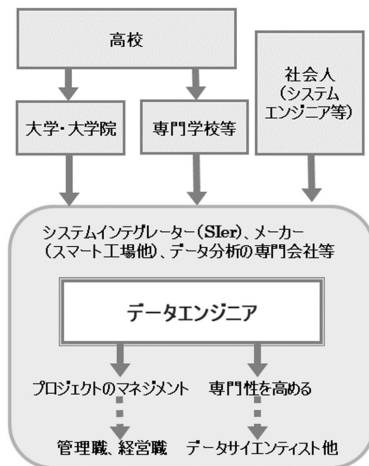 高校
社会人
(システム
エンジニア等)
大学・大学院
専門学校等
システムインテグレーター(SIer)、メーカー
(スマート工場他)、データ分析の専門会社等
データエンジニア
プロジェクトのマネジメント
専門性を高める
管理職、経営職
データサイエンティスト他